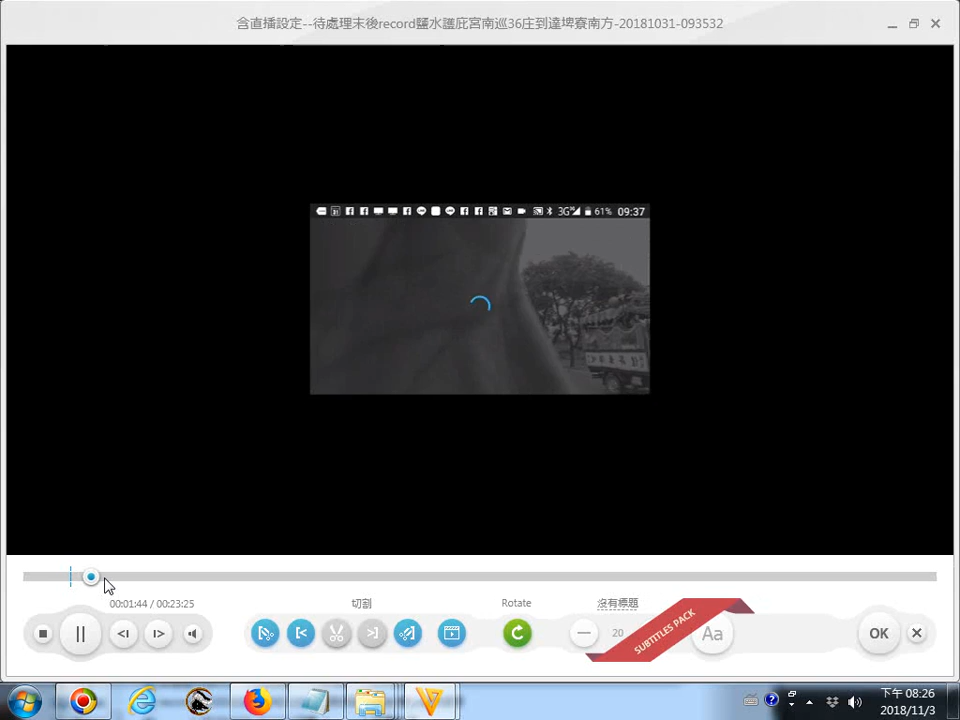 含直播設定--待處理末後record鹽水護庇宮南巡36庄到達埤寮南方-20181031-093532
31
3G
61%
09:37
00:01:44 / 00:23:25
切割
Rotate
沒有標題
20
SUBTITLES PACK
Aa
OK
下午 08:26
2018/11/3